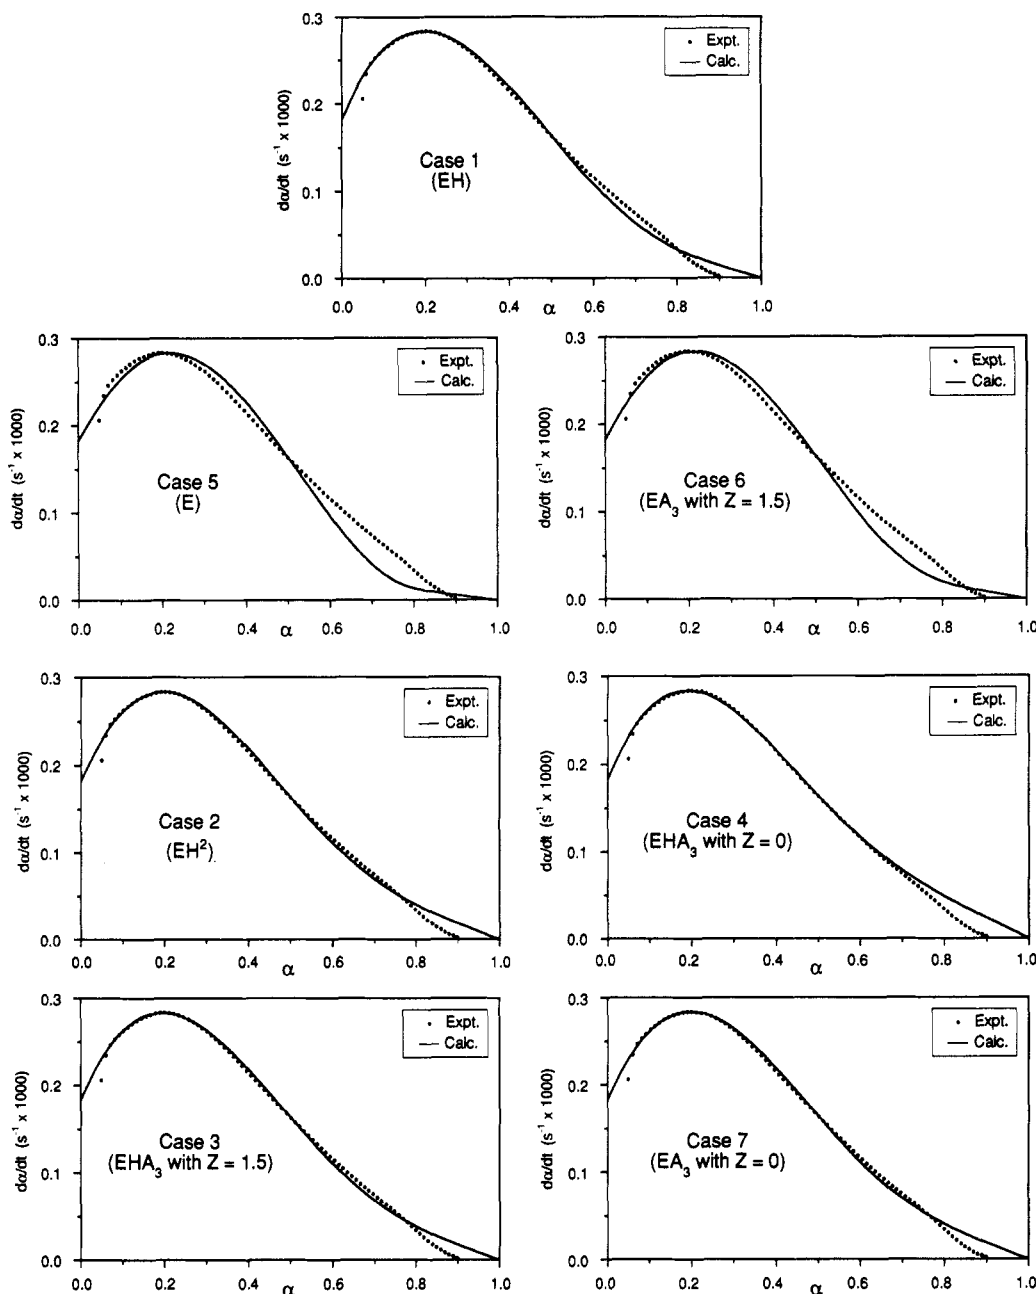 0.3
0.2
0.1
0.0
dα/dt (s⁻¹ x 1000)
Expt.
Calc.
Case 1
(EH)
0.0 0.2 0.4 0.6 0.8 1.0
α
0.3
0.2
0.1
0.0
dα/dt (s⁻¹ x 1000)
Expt.
Calc.
Case 5
(E)
0.0 0.2 0.4 0.6 0.8 1.0
α
0.3
0.2
0.1
0.0
dα/dt (s⁻¹ x 1000)
Expt.
Calc.
Case 6
(EA₃ with Z = 1.5)
0.0 0.2 0.4 0.6 0.8 1.0
α
0.3
0.2
0.1
0.0
dα/dt (s⁻¹ x 1000)
Expt.
Calc.
Case 2
(EH²)
0.0 0.2 0.4 0.6 0.8 1.0
α
0.3
0.2
0.1
0.0
dα/dt (s⁻¹ x 1000)
Expt.
Calc.
Case 4
(EHA₃ with Z = 0)
0.0 0.2 0.4 0.6 0.8 1.0
α
0.3
0.2
0.1
0.0
dα/dt (s⁻¹ x 1000)
Expt.
Calc.
Case 3
(EHA₃ with Z = 1.5)
0.0 0.2 0.4 0.6 0.8 1.0
α
0.3
0.2
0.1
0.0
dα/dt (s⁻¹ x 1000)
Expt.
Calc.
Case 7
(EA₃ with Z = 0)
0.0 0.2 0.4 0.6 0.8 1.0
α